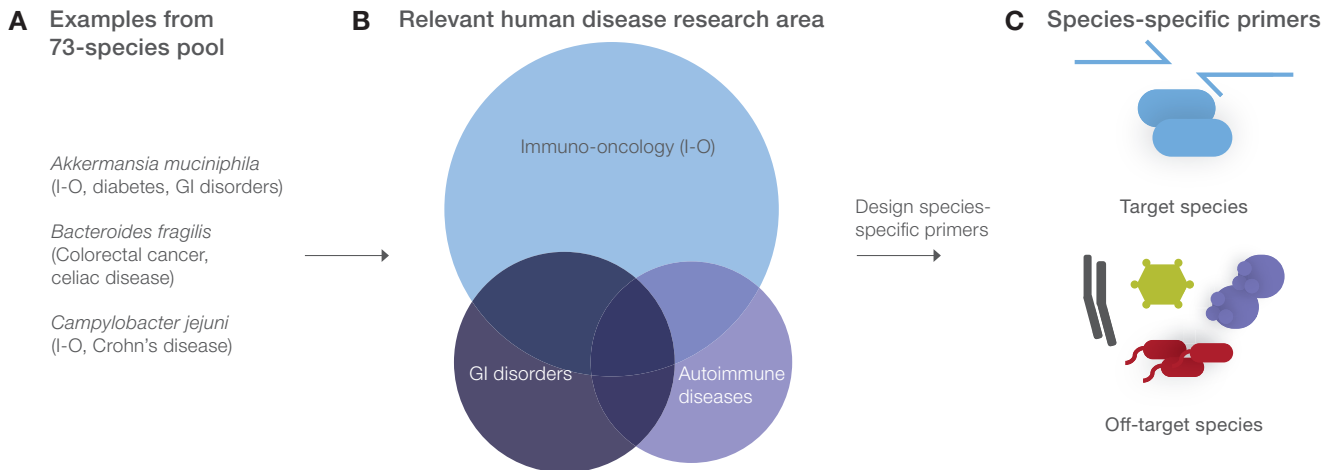 A Examples from
73-species pool
Akkermansia muciniphila
(I-O, diabetes, GI disorders)
Bacteroides fragilis
(Colorectal cancer,
celiac disease)
Campylobacter jejuni
(I-O, Crohn’s disease)
B Relevant human disease research area
Immuno-oncology (I-O)
GI disorders
Autoimmune
diseases
Design species-
specific primers
C Species-specific primers
Target species
Off-target species